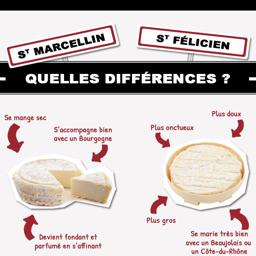 ST MARCELLIN
ST FÉLICIEN
QUELLES DIFFÉRENCES ?
Se mange sec
S'accompagne bien
avec un Bourgogne
Devient fondant et
parfumé en s'affinant
Plus doux
Plus onctueux
Plus gros
Se marie très bien
avec un Beaujolais ou
un Côte-du-Rhône